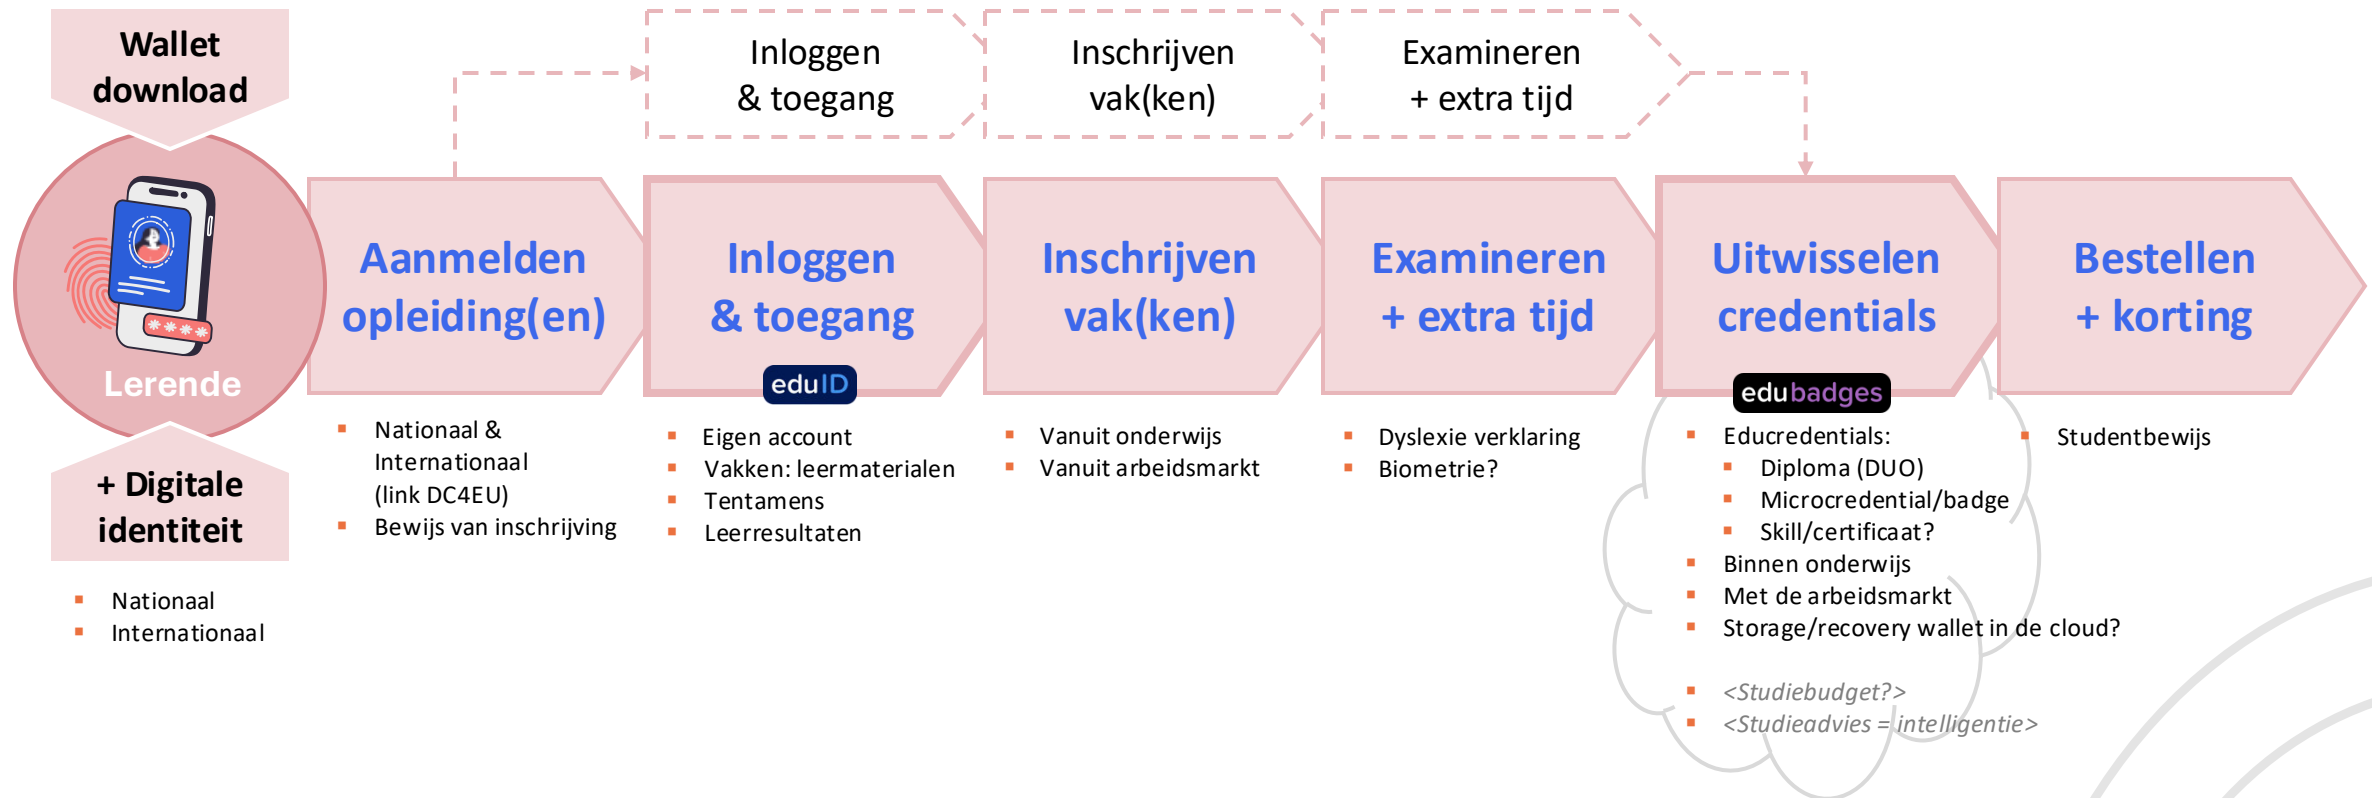 Wallet
download
Lerende
+ Digitale
identiteit
Nationaal
Internationaal
Inloggen
& toegang
Inschrijven
vak(ken)
Examineren
+ extra tijd
Aanmelden
opleiding(en)
Nationaal &
Internationaal
(link DC4EU)
Bewijs van inschrijving
Inloggen
& toegang
eduID
Eigen account
Vakken: leermaterialen
Tentamens
Leerresultaten
Inschrijven
vak(ken)
Vanuit onderwijs
Vanuit arbeidsmarkt
Examineren
+ extra tijd
Dyslexie verklaring
Biometrie?
Uitwisselen
credentials
edubadges
Educredentials:
Diploma (DUO)
Microcredential/badge
Skill/certificaat?
Binnen onderwijs
Met de arbeidsmarkt
Storage/recovery wallet in de cloud?
<Studiebudget?>
<Studieadvies = intelligentie>
Bestellen
+ korting
Studentbewijs